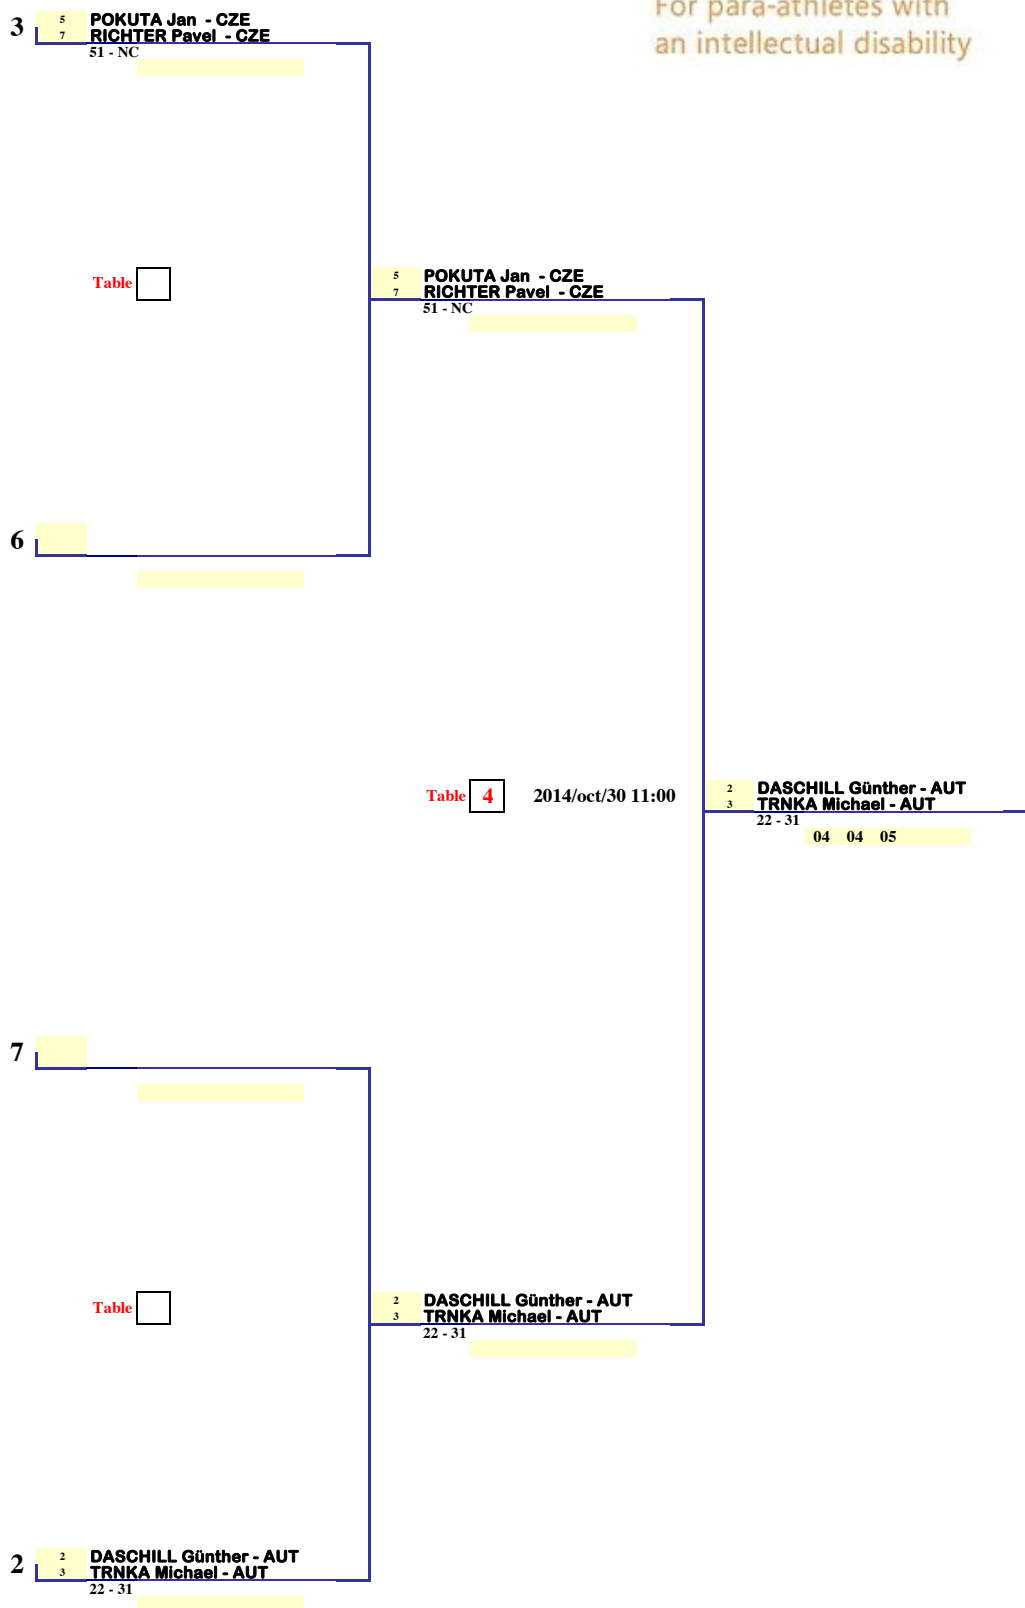 For para-athletes with
an intellectual disability
3
5 POKUTA Jan - CZE
7 RICHTER Pavel - CZE
51 - NC
Table
5 POKUTA Jan - CZE
7 RICHTER Pavel - CZE
51 - NC
6
Table 4 2014/oct/30 11:00
2 DASCHILL Günther - AUT
3 TRNKA Michael - AUT
22 - 31
04 04 05
7
Table
2 DASCHILL Günther - AUT
3 TRNKA Michael - AUT
22 - 31
2
2 DASCHILL Günther - AUT
3 TRNKA Michael - AUT
22 - 31